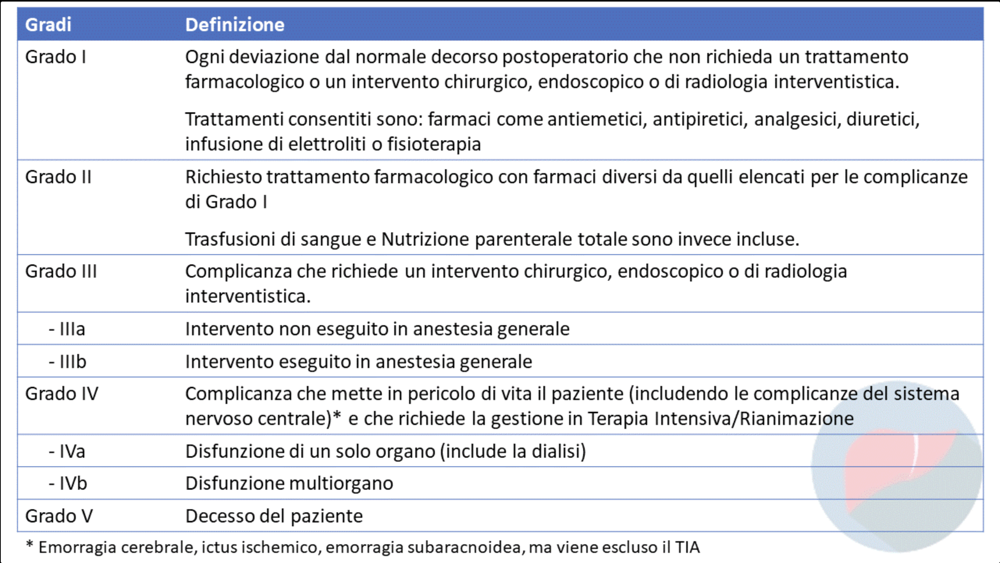 Gradi Definizione
Grado I Ogni deviazione dal normale decorso postoperatorio che non richieda un trattamento
farmacologico o un intervento chirurgico, endoscopico o di radiologia interventistica.
Trattamenti consentiti sono: farmaci come antiemetici, antipiretici, analgesici, diuretici,
infusione di elettroliti o fisioterapia
Grado II Richiesto trattamento farmacologico con farmaci diversi da quelli elencati per le complicanze
di Grado I
Trasfusioni di sangue e Nutrizione parenterale totale sono invece incluse.
Grado III Complicanza che richiede un intervento chirurgico, endoscopico o di radiologia
interventistica.
- IIIa Intervento non eseguito in anestesia generale
- IIIb Intervento eseguito in anestesia generale
Grado IV Complicanza che mette in pericolo di vita il paziente (includendo le complicanze del sistema
nervoso centrale)* e che richiede la gestione in Terapia Intensiva/Rianimazione
- IVa Disfunzione di un solo organo (include la dialisi)
- IVb Disfunzione multiorgano
Grado V Decesso del paziente
* Emorragia cerebrale, ictus ischemico, emorragia subaracnoidea, ma viene escluso il TIA